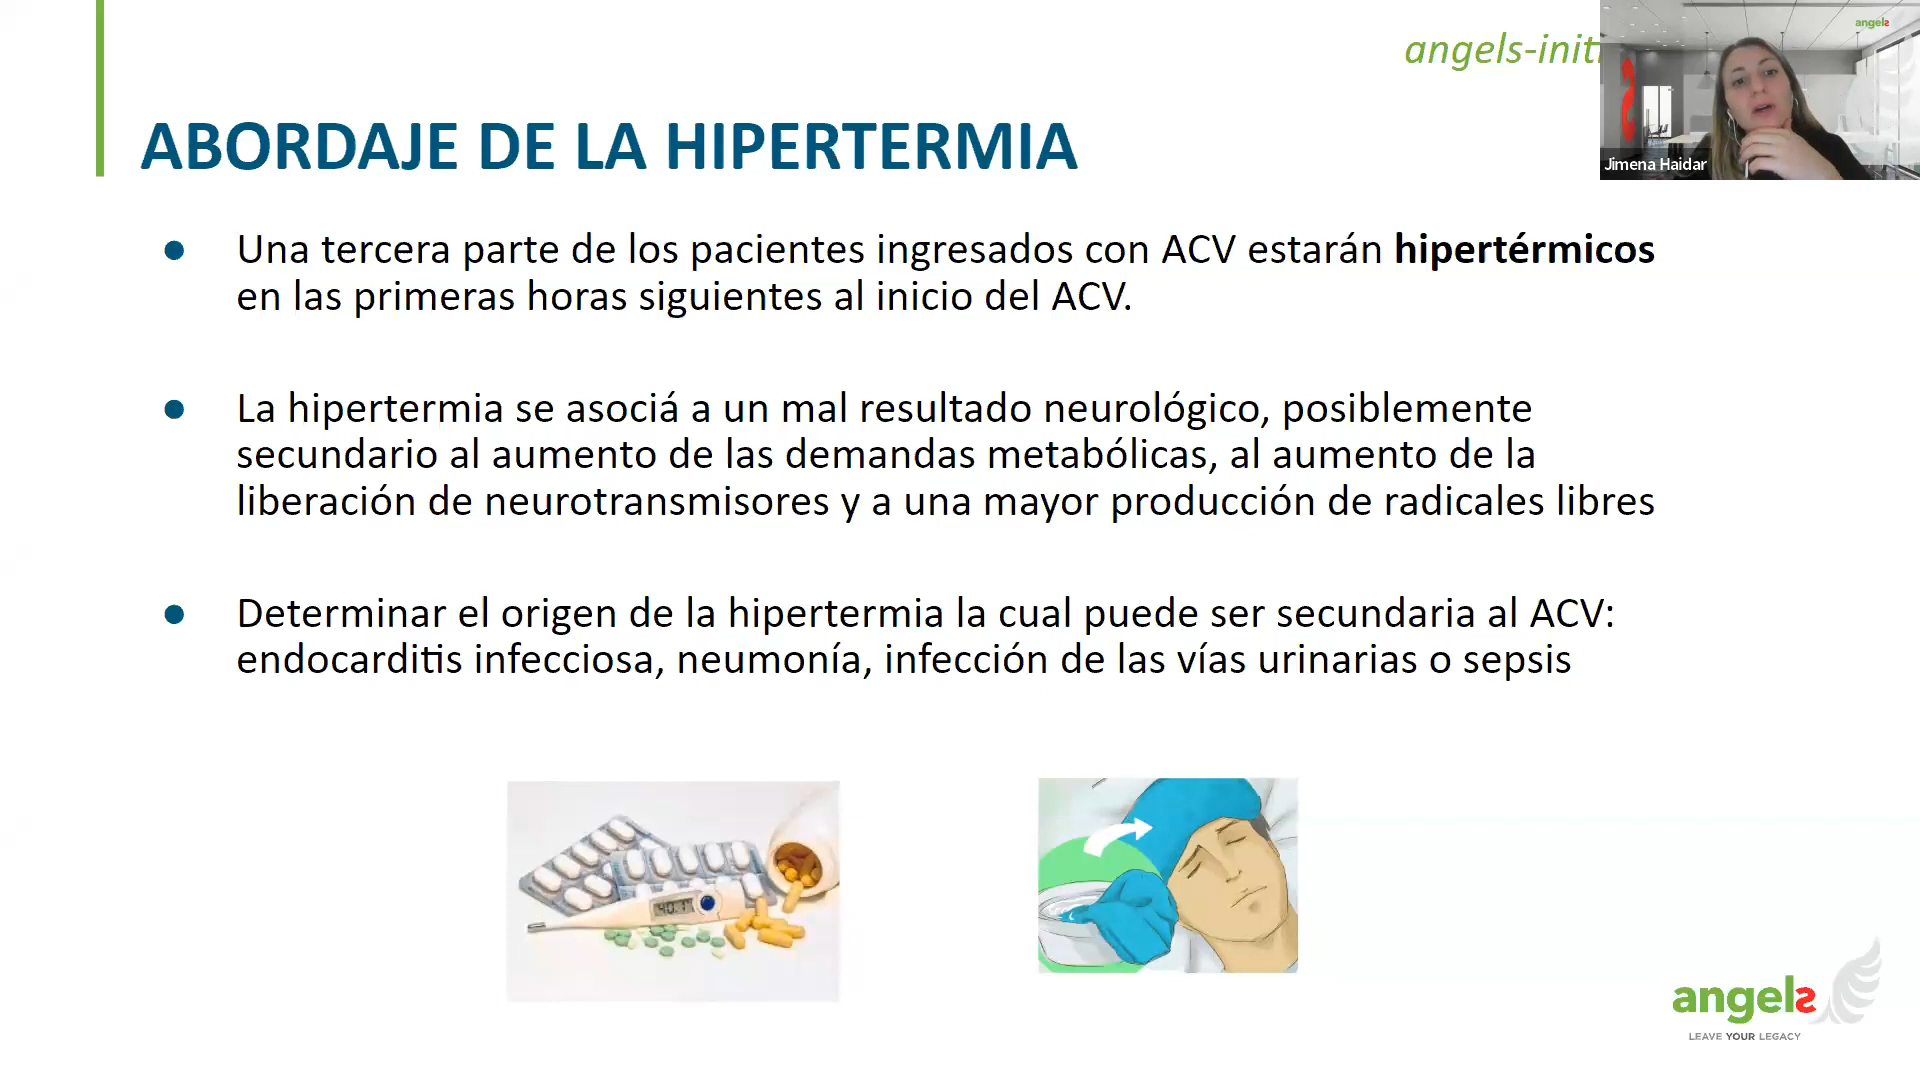 angels-initi
angels
Jimena Haidar
ABORDAJE DE LA HIPERTERMIA
● Una tercera parte de los pacientes ingresados con ACV estarán hipertérmicos
en las primeras horas siguientes al inicio del ACV.
● La hipertermia se asociá a un mal resultado neurológico, posiblemente
secundario al aumento de las demandas metabólicas, al aumento de la
liberación de neurotransmisores y a una mayor producción de radicales libres
● Determinar el origen de la hipertermia la cual puede ser secundaria al ACV:
endocarditis infecciosa, neumonía, infección de las vías urinarias o sepsis
40.1
angels
LEAVE YOUR LEGACY